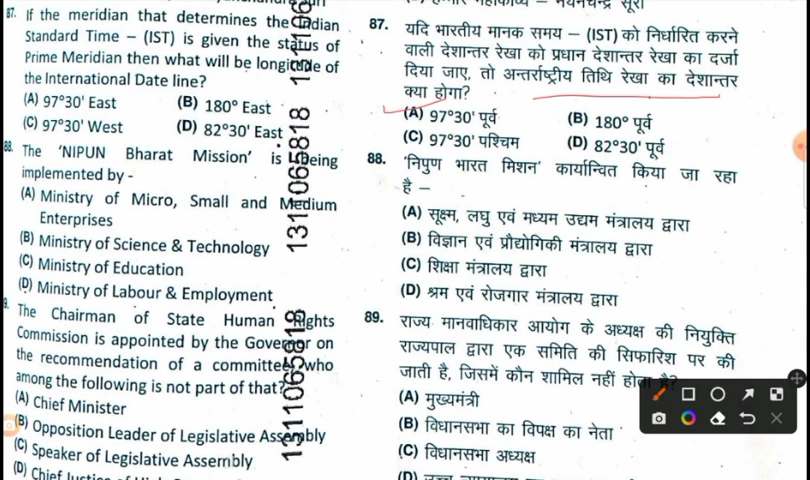 87. If the meridian that determines the Indian
Standard Time – (IST) is given the status of
Prime Meridian then what will be longitude of
the International Date line?
(A) 97°30' East (B) 180° East
(C) 97°30' West (D) 82°30' East
88. The 'NIPUN Bharat Mission' is being
implemented by -
(A) Ministry of Micro, Small and Medium
Enterprises
(B) Ministry of Science & Technology
(C) Ministry of Education
(D) Ministry of Labour & Employment
9. The Chairman of State Human Rights
Commission is appointed by the Governor on
the recommendation of a committee, who
among the following is not part of that?
(A) Chief Minister
(B) Opposition Leader of Legislative Assembly
(C) Speaker of Legislative Assembly
(D) Chief Justice of High
1311065818 1311065818 131106
87. यदि भारतीय मानक समय – (IST) को निर्धारित करने
वाली देशान्तर रेखा को प्रधान देशान्तर रेखा का दर्जा
दिया जाए, तो अन्तर्राष्ट्रीय तिथि रेखा का देशान्तर
क्या होगा?
(A) 97°30' पूर्व (B) 180° पूर्व
(C) 97°30' पश्चिम (D) 82°30' पूर्व
88. 'निपुण भारत मिशन' कार्यान्वित किया जा रहा
है –
(A) सूक्ष्म, लघु एवं मध्यम उद्यम मंत्रालय द्वारा
(B) विज्ञान एवं प्रौद्योगिकी मंत्रालय द्वारा
(C) शिक्षा मंत्रालय द्वारा
(D) श्रम एवं रोजगार मंत्रालय द्वारा
89. राज्य मानवाधिकार आयोग के अध्यक्ष की नियुक्ति
राज्यपाल द्वारा एक समिति की सिफारिश पर की
जाती है, जिसमें कौन शामिल नहीं होता है?
(A) मुख्यमंत्री
(B) विधानसभा का विपक्ष का नेता
(C) विधानसभा अध्यक्ष
(D)